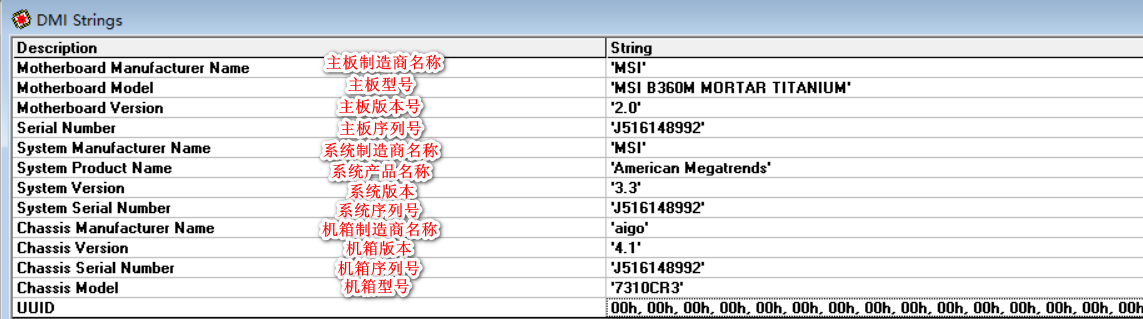 DMI Strings
Description String
Motherboard Manufacturer Name 主板制造商名称 'MSI'
Motherboard Model 主板型号 'MSI B360M MORTAR TITANIUM'
Motherboard Version 主板版本号 '2.0'
Serial Number 主板序列号 'J516148992'
System Manufacturer Name 系统制造商名称 'MSI'
System Product Name 系统产品名称 'American Megatrends'
System Version 系统版本 '3.3'
System Serial Number 系统序列号 'J516148992'
Chassis Manufacturer Name 机箱制造商名称 'aigo'
Chassis Version 机箱版本 '4.1'
Chassis Serial Number 机箱序列号 'J516148992'
Chassis Model 机箱型号 '7310CR3'
UUID 00h, 00h, 00h, 00h, 00h, 00h, 00h, 00h, 00h, 00h, 00h, 00h, 00h, 00h